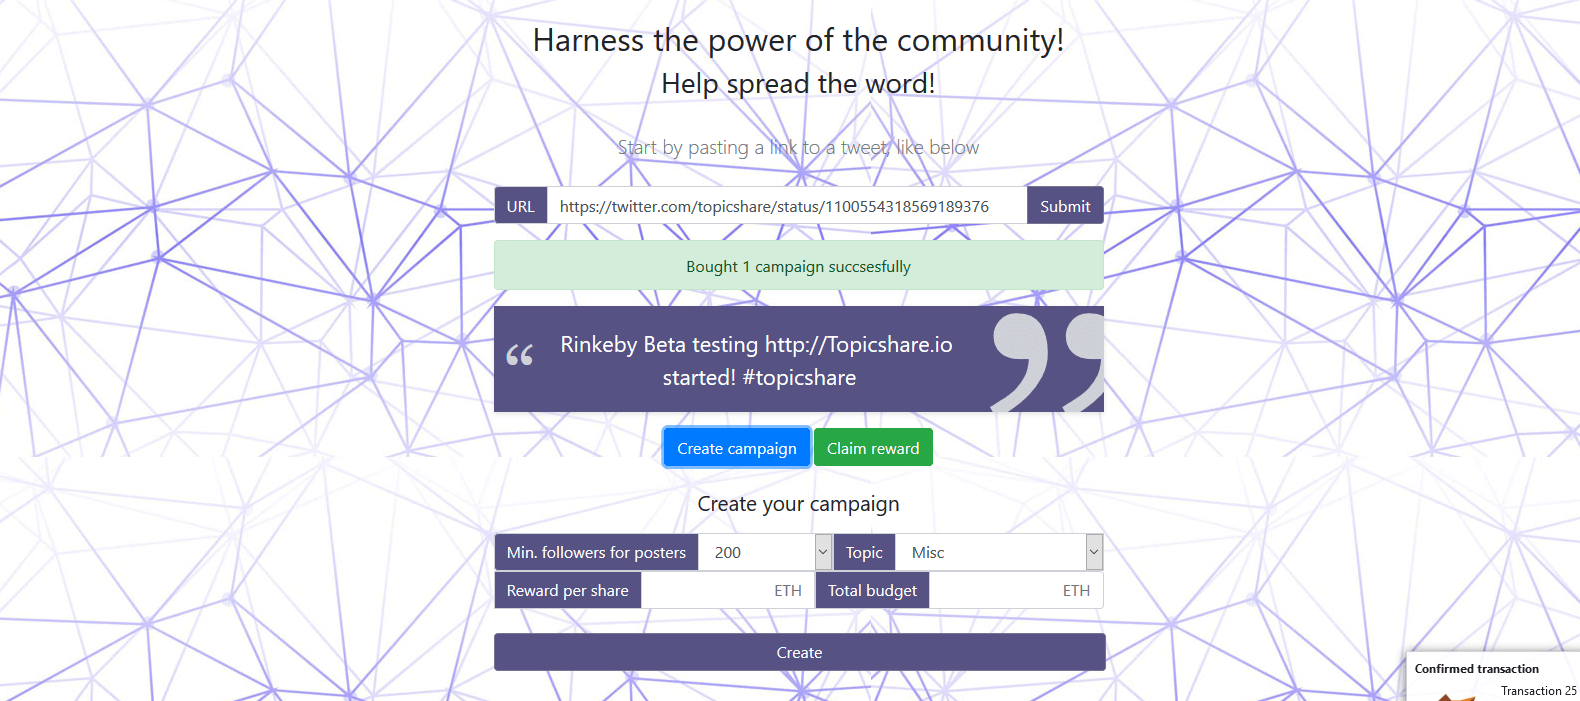 Harness the power of the community!
Help spread the word!
Start by pasting a link to a tweet, like below
URL https://twitter.com/topicshare/status/1100554318569189376 Submit
Bought 1 campaign succsesfully
“ Rinkeby Beta testing http://Topicshare.io ”
started! #topicshare
Create campaign Claim reward
Create your campaign
Min. followers for posters 200 Topic Misc
Reward per share ETH Total budget ETH
Create
Confirmed transaction
Transaction 25